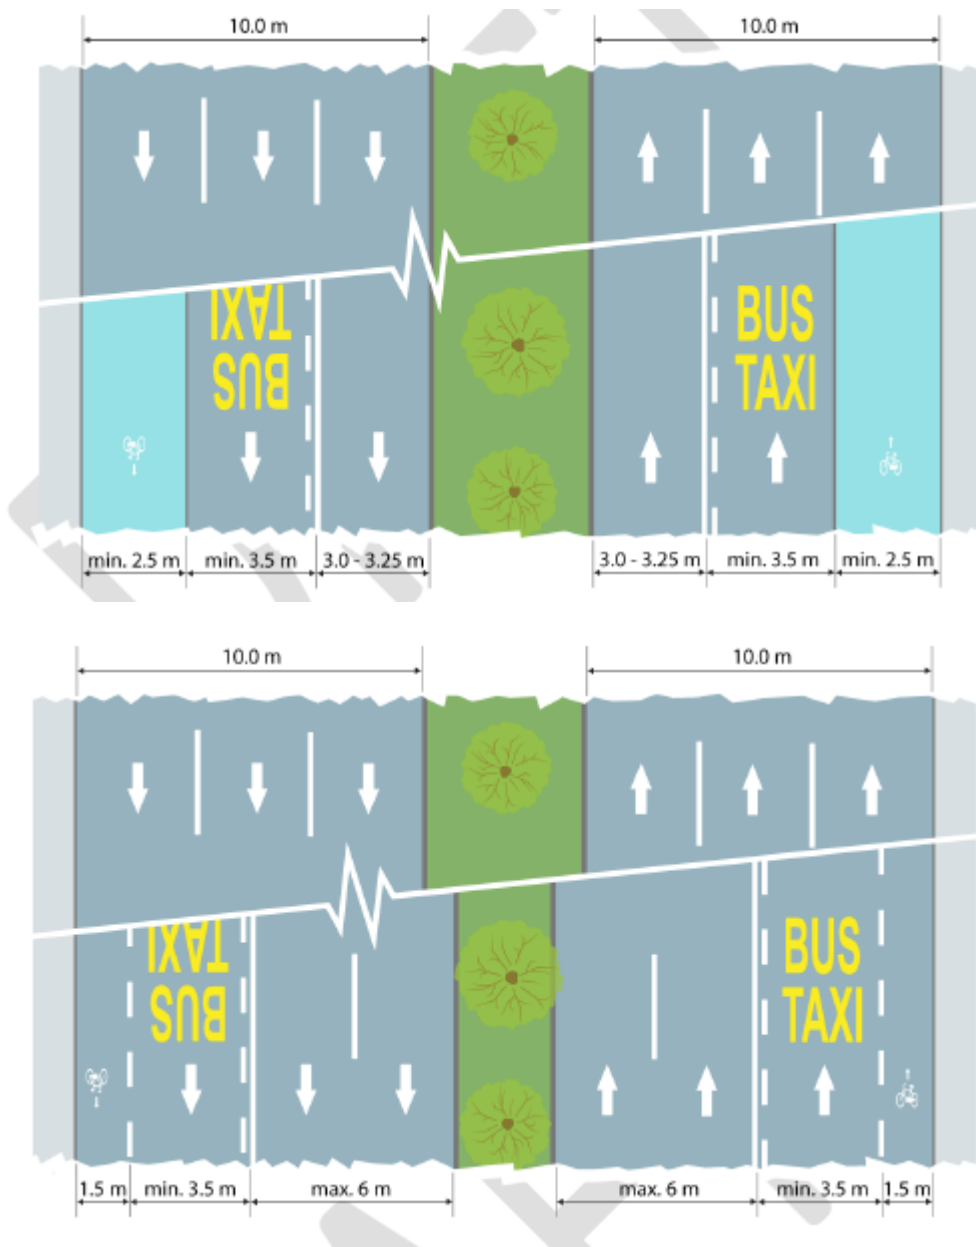 10.0 m 10.0 m
TAXI BUS
BUS TAXI
min. 2.5 m min. 3.5 m 3.0 - 3.25 m 3.0 - 3.25 m min. 3.5 m min. 2.5 m
10.0 m 10.0 m
TAXI BUS
BUS TAXI
1.5 m min. 3.5 m max. 6 m max. 6 m min. 3.5 m 1.5 m